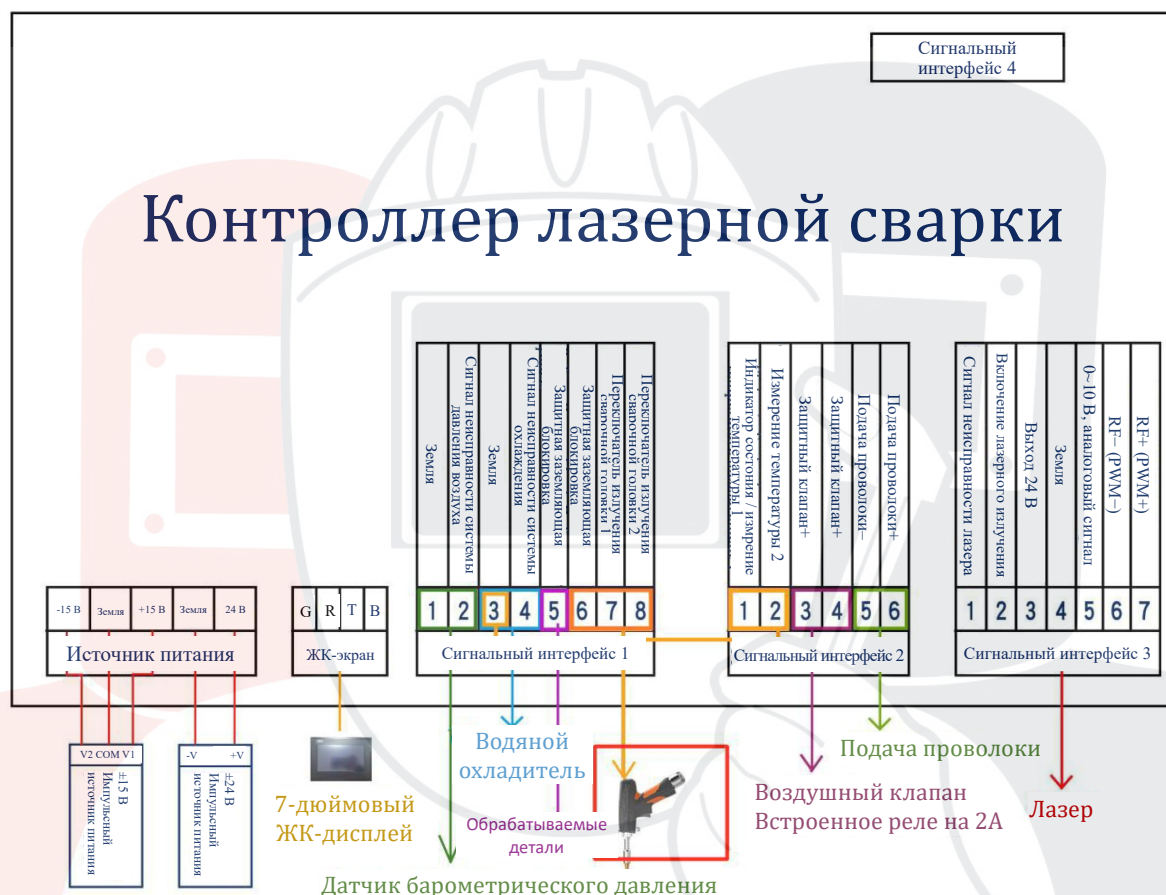 Сигнальный
интерфейс 4
Контроллер лазерной сварки
-15 В
Земля
+15 В
Земля
24 В
Источник питания
G R T B
ЖК-экран
Земля
Сигнал неисправности системы
давления воздуха
Земля
Сигнал неисправности системы
охлаждения
Защитная заземляющая
блокировка
Защитная заземляющая
блокировка
Переключатель излучения
сварочной головки 1
Переключатель излучения
сварочной головки 2
1 2 3 4 5 6 7 8
Сигнальный интерфейс 1
Индикатор состояния / измрение
температуры 1
Измерение температуры 2
Защитный клапан+
Защитный клапан+
Подача проволоки–
Подача проволоки+
1 2 3 4 5 6
Сигнальный интерфейс 2
Сигнал неисправности лазера
Включение лазерного излучения
Выход 24 В
Земля
0~10 В, аналоговый сигнал
RF– (PWM–)
RF+ (PWM+)
1 2 3 4 5 6 7
Сигнальный интерфейс 3
V2 COM V1
±15 В
Импульсный
источник питания
-V +V
±24 В
Импульсный
источник питания
7-дюймовый
ЖК-дисплей
Водяной
охладитель
Обрабатываемые
детали
Датчик барометрического давления
Подача проволоки
Воздушный клапан
Встроенное реле на 2А
Лазер